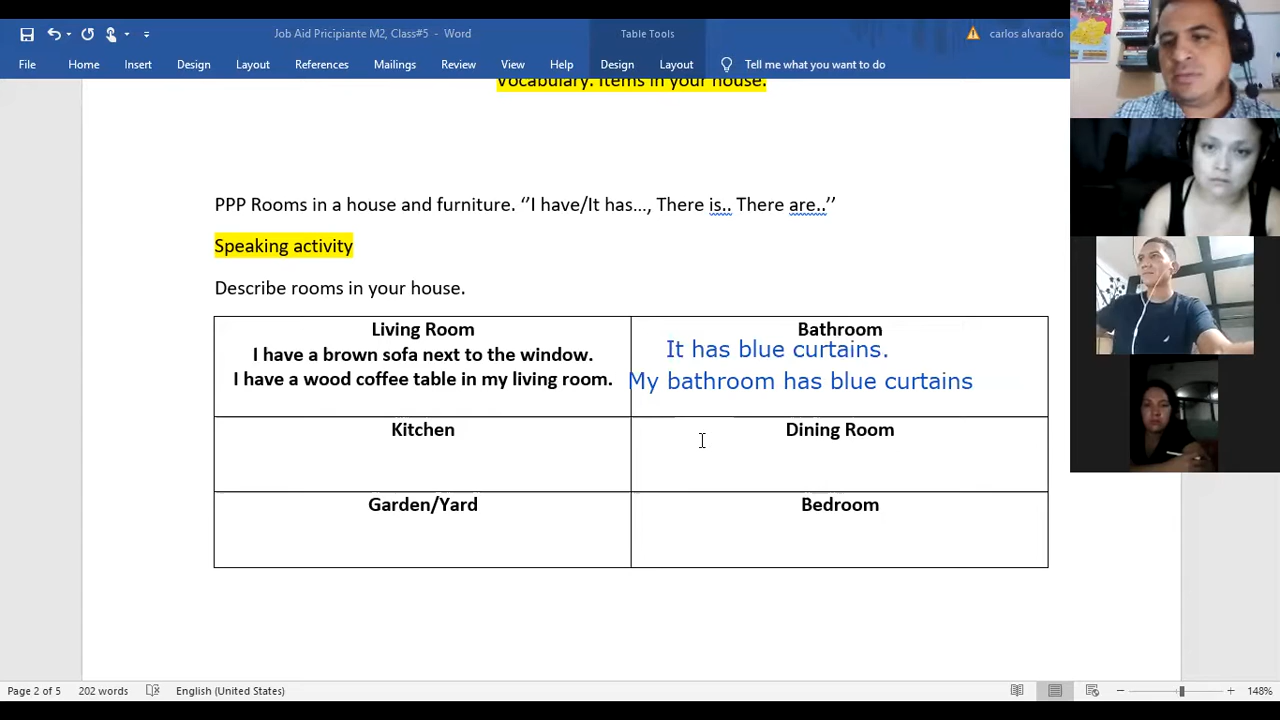 Job Aid Pricipiante M2, Class#5 - Word
Table Tools
carlos alvarado
File Home Insert Design Layout References Mailings Review View Help Design Layout Tell me what you want to do
Vocabulary: Items in your house.
PPP Rooms in a house and furniture. “I have/It has…, There is.. There are..’’
Speaking activity
Describe rooms in your house.
Living Room
I have a brown sofa next to the window.
I have a wood coffee table in my living room.
Bathroom
It has blue curtains.
My bathroom has blue curtains
Kitchen
Dining Room
Garden/Yard
Bedroom
Page 2 of 5 202 words English (United States) 148%